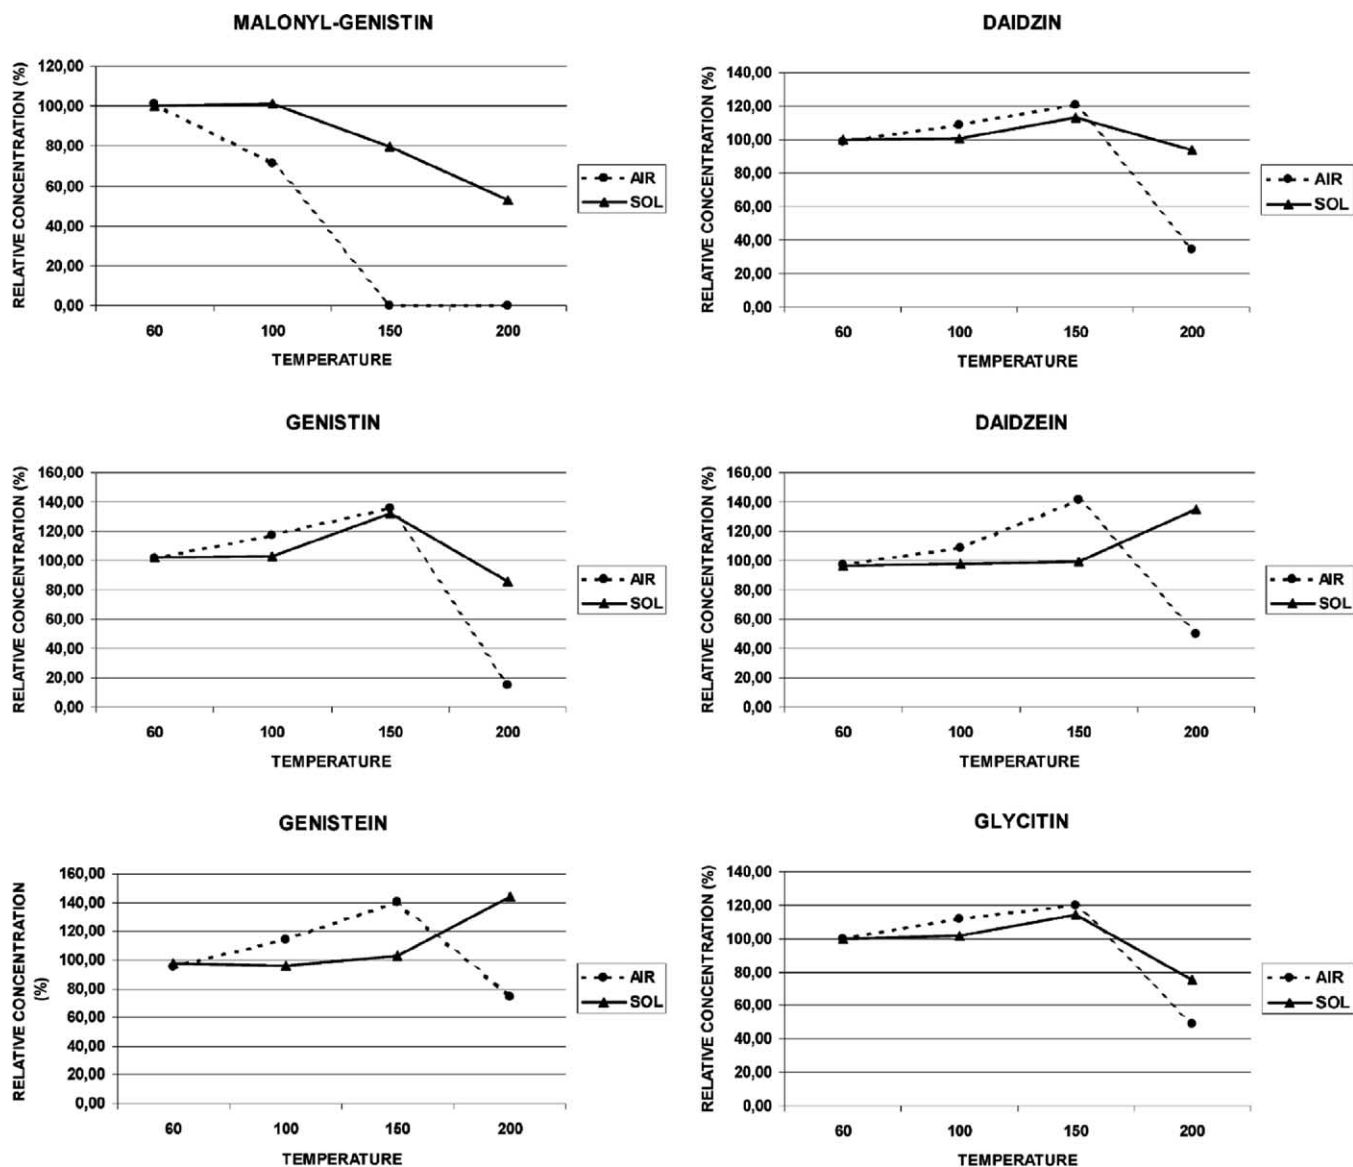 MALONYL-GENISTIN
RELATIVE CONCENTRATION (%)
120,00
100,00
80,00
60,00
40,00
20,00
0,00
60 100 150 200
TEMPERATURE
AIR
SOL
DAIDZIN
RELATIVE CONCENTRATION (%)
140,00
120,00
100,00
80,00
60,00
40,00
20,00
0,00
60 100 150 200
TEMPERATURE
AIR
SOL
GENISTIN
RELATIVE CONCENTRATION (%)
160,00
140,00
120,00
100,00
80,00
60,00
40,00
20,00
0,00
60 100 150 200
TEMPERATURE
AIR
SOL
DAIDZEIN
RELATIVE CONCENTRATION (%)
160,00
140,00
120,00
100,00
80,00
60,00
40,00
20,00
0,00
60 100 150 200
TEMPERATURE
AIR
SOL
GENISTEIN
RELATIVE CONCENTRATION
(%)
160,00
140,00
120,00
100,00
80,00
60,00
40,00
20,00
0,00
60 100 150 200
TEMPERATURE
AIR
SOL
GLYCITIN
RELATIVE CONCENTRATION (%)
140,00
120,00
100,00
80,00
60,00
40,00
20,00
0,00
60 100 150 200
TEMPERATURE
AIR
SOL